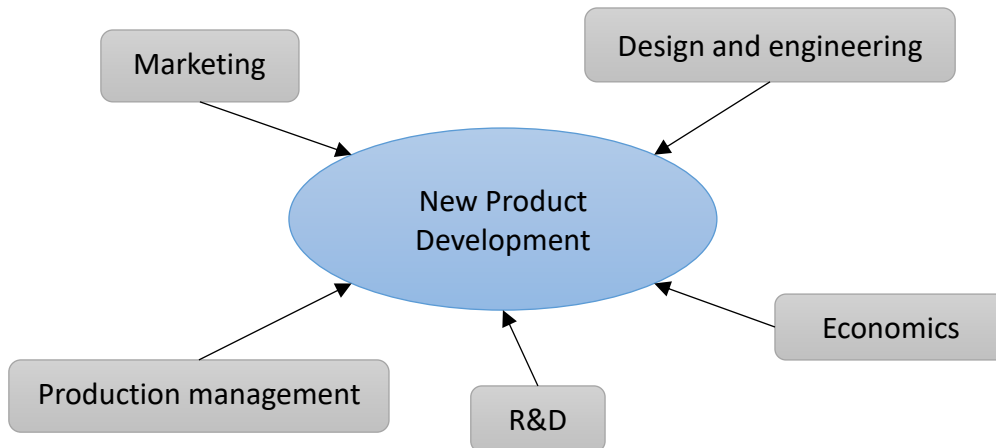 Design and engineering
Marketing
New Product
Development
Economics
Production management
R&D